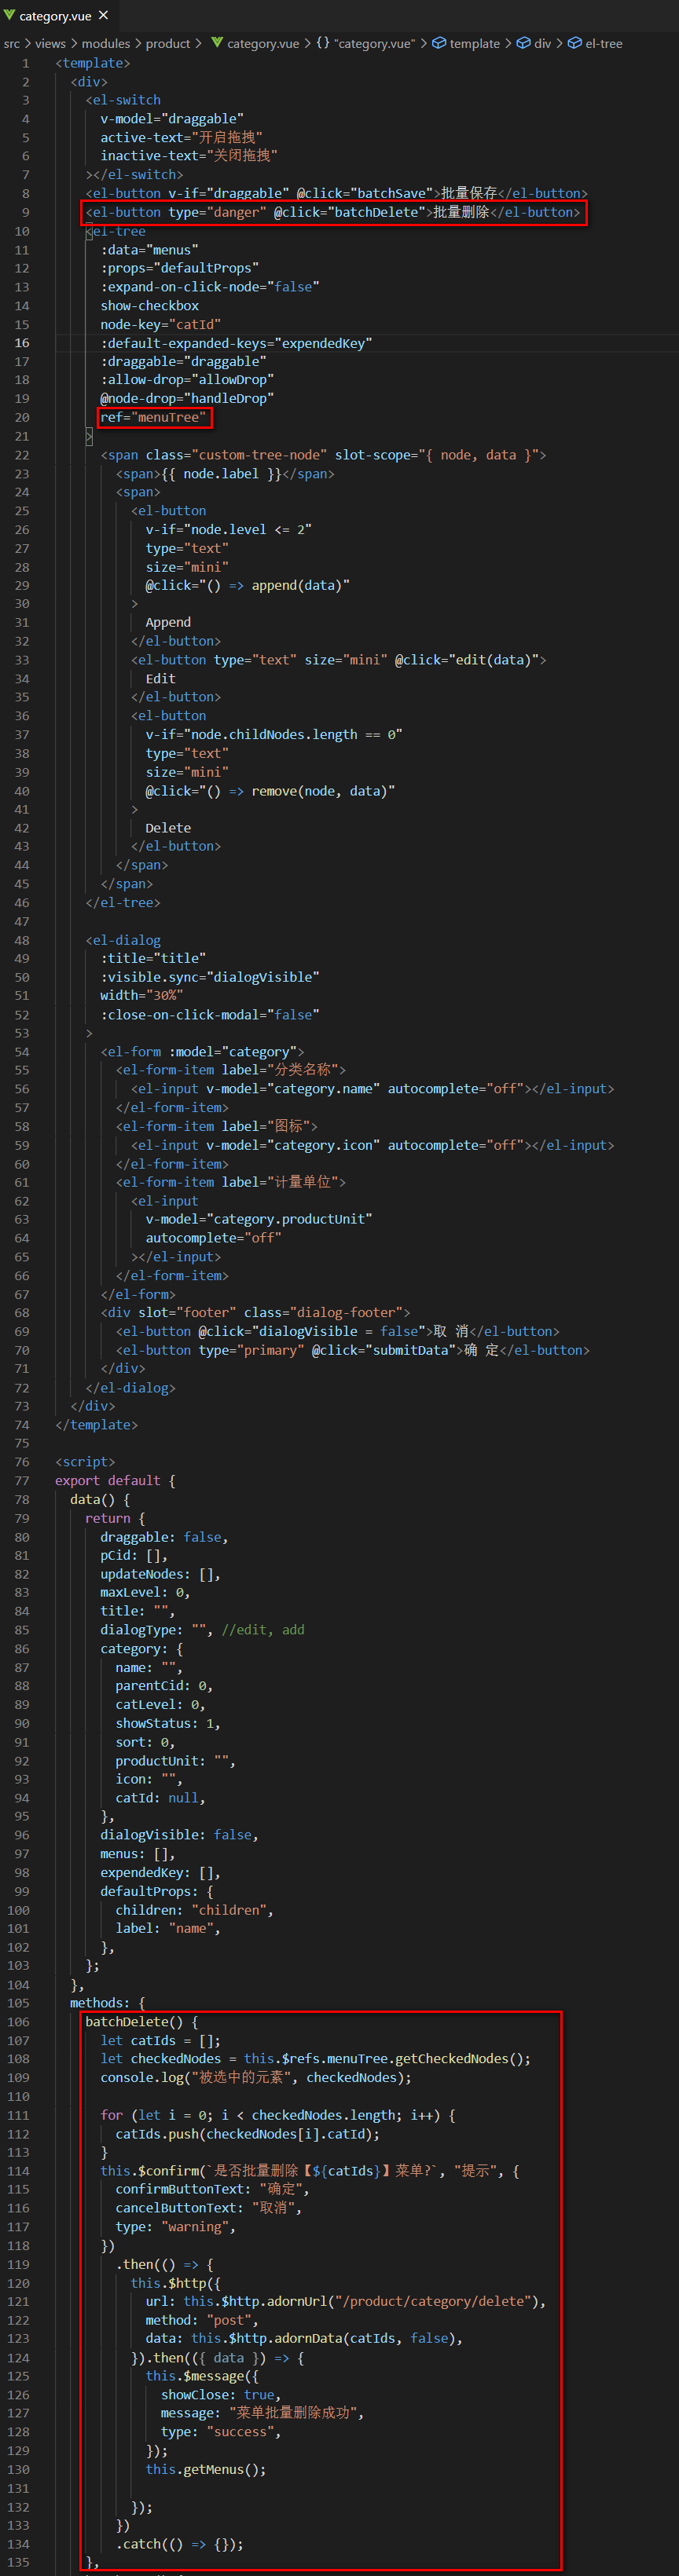 category.vue ×
src > views > modules > product > category.vue > {} "category.vue" > template > div > el-tree
1 <template>
2 <div>
3 <el-switch
4 v-model="draggable"
5 active-text="开启拖拽"
6 inactive-text="关闭拖拽"
7 ></el-switch>
8 <el-button v-if="draggable" @click="batchSave">批量保存</el-button>
9 <el-button type="danger" @click="batchDelete">批量删除</el-button>
10 <el-tree
11 :data="menus"
12 :props="defaultProps"
13 :expand-on-click-node="false"
14 show-checkbox
15 node-key="catId"
16 :default-expanded-keys="expendedKey"
17 :draggable="draggable"
18 :allow-drop="allowDrop"
19 @node-drop="handleDrop"
20 ref="menuTree"
21 >
22 <span class="custom-tree-node" slot-scope="{ node, data }">
23 <span>{{ node.label }}</span>
24 <span>
25 <el-button
26 v-if="node.level <= 2"
27 type="text"
28 size="mini"
29 @click="() => append(data)"
30 >
31 Append
32 </el-button>
33 <el-button type="text" size="mini" @click="edit(data)">
34 Edit
35 </el-button>
36 <el-button
37 v-if="node.childNodes.length == 0"
38 type="text"
39 size="mini"
40 @click="() => remove(node, data)"
41 >
42 Delete
43 </el-button>
44 </span>
45 </span>
46 </el-tree>
47
48 <el-dialog
49 :title="title"
50 :visible.sync="dialogVisible"
51 width="30%"
52 :close-on-click-modal="false"
53 >
54 <el-form :model="category">
55 <el-form-item label="分类名称">
56 <el-input v-model="category.name" autocomplete="off"></el-input>
57 </el-form-item>
58 <el-form-item label="图标">
59 <el-input v-model="category.icon" autocomplete="off"></el-input>
60 </el-form-item>
61 <el-form-item label="计量单位">
62 <el-input
63 v-model="category.productUnit"
64 autocomplete="off"
65 ></el-input>
66 </el-form-item>
67 </el-form>
68 <div slot="footer" class="dialog-footer">
69 <el-button @click="dialogVisible = false">取 消</el-button>
70 <el-button type="primary" @click="submitData">确 定</el-button>
71 </div>
72 </el-dialog>
73 </div>
74 </template>
75
76 <script>
77 export default {
78 data() {
79 return {
80 draggable: false,
81 pCid: [],
82 updateNodes: [],
83 maxLevel: 0,
84 title: "",
85 dialogType: "", //edit, add
86 category: {
87 name: "",
88 parentCid: 0,
89 catLevel: 0,
90 showStatus: 1,
91 sort: 0,
92 productUnit: "",
93 icon: "",
94 catId: null,
95 },
96 dialogVisible: false,
97 menus: [],
98 expendedKey: [],
99 defaultProps: {
100 children: "children",
101 label: "name",
102 },
103 };
104 },
105 methods: {
106 batchDelete() {
107 let catIds = [];
108 let checkedNodes = this.$refs.menuTree.getCheckedNodes();
109 console.log("被选中的元素", checkedNodes);
110
111 for (let i = 0; i < checkedNodes.length; i++) {
112 catIds.push(checkedNodes[i].catId);
113 }
114 this.$confirm(`是否批量删除【${catIds}】菜单?`, "提示", {
115 confirmButtonText: "确定",
116 cancelButtonText: "取消",
117 type: "warning",
118 })
119 .then(() => {
120 this.$http({
121 url: this.$http.adornUrl("/product/category/delete"),
122 method: "post",
123 data: this.$http.adornData(catIds, false),
124 }).then(({ data }) => {
125 this.$message({
126 showClose: true,
127 message: "菜单批量删除成功",
128 type: "success",
129 });
130 this.getMenus();
131
132 });
133 })
134 .catch(() => {});
135 },